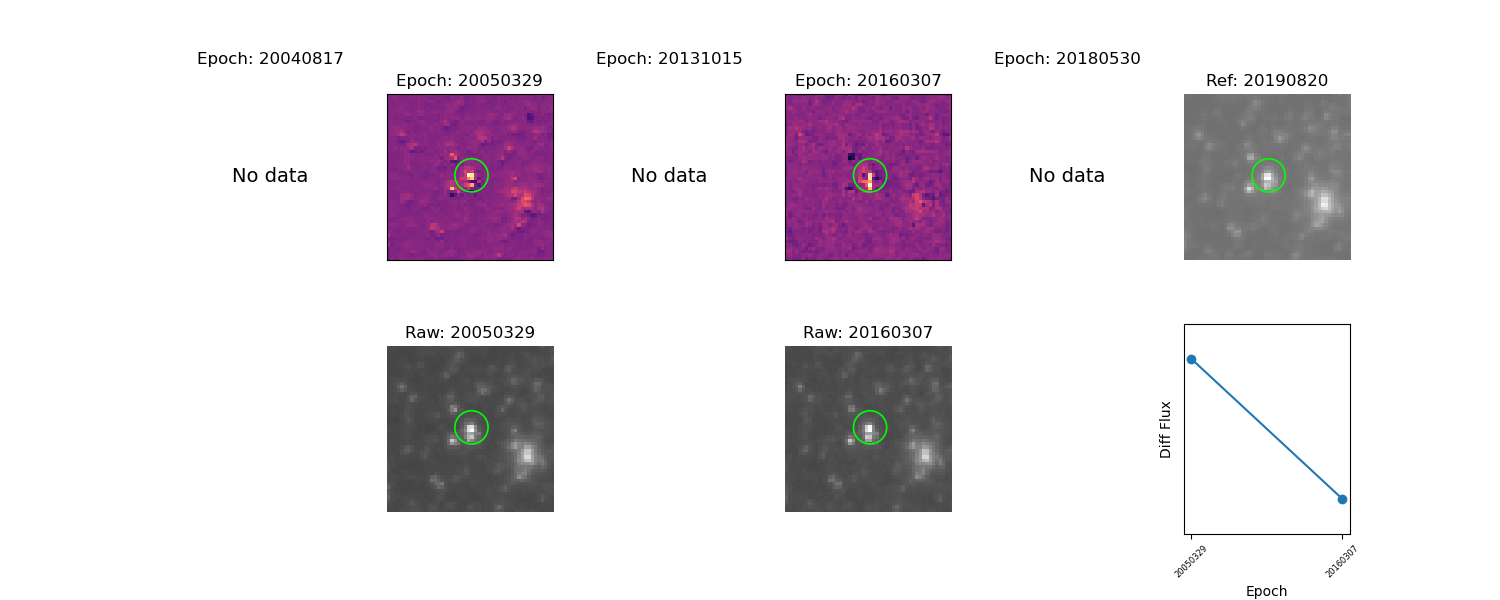 Epoch: 20040817
Epoch: 20131015
Epoch: 20180530
Epoch: 20050329
Epoch: 20160307
Ref: 20190820
No data
No data
No data
Raw: 20050329
Raw: 20160307
Diff Flux
20050329
20160307
Epoch